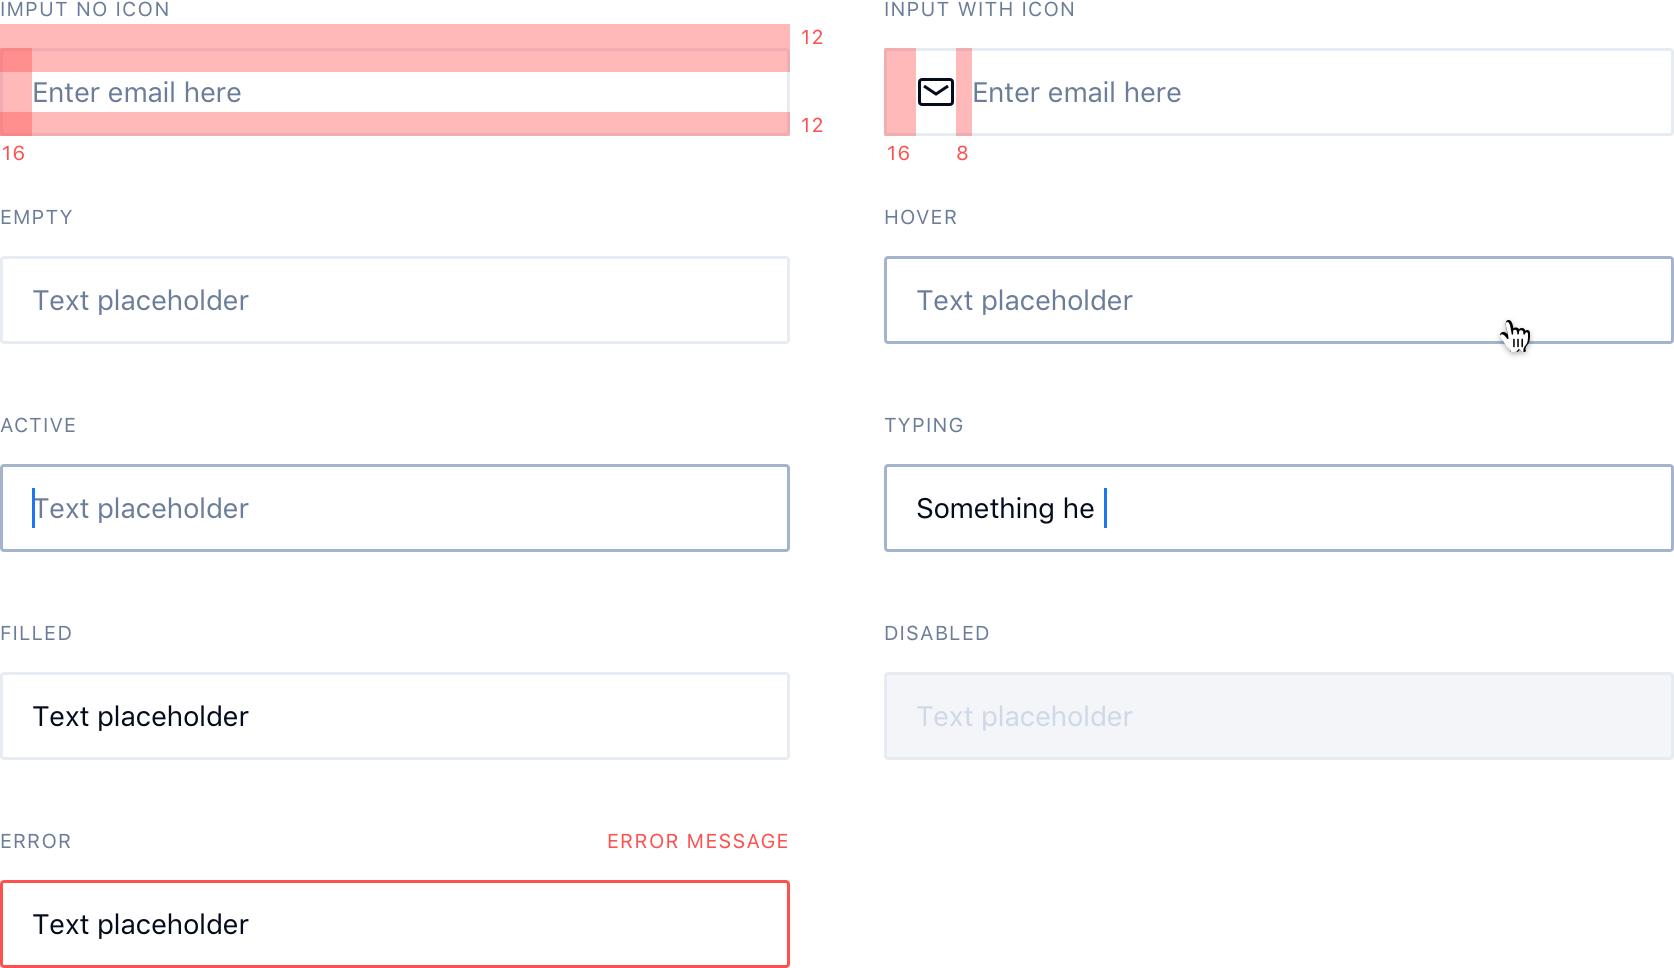 IMPUT NO ICON
INPUT WITH ICON
12
Enter email here
Enter email here
12
16
16
8
EMPTY
HOVER
Text placeholder
Text placeholder
ACTIVE
TYPING
Text placeholder
Something he
FILLED
DISABLED
Text placeholder
Text placeholder
ERROR
ERROR MESSAGE
Text placeholder